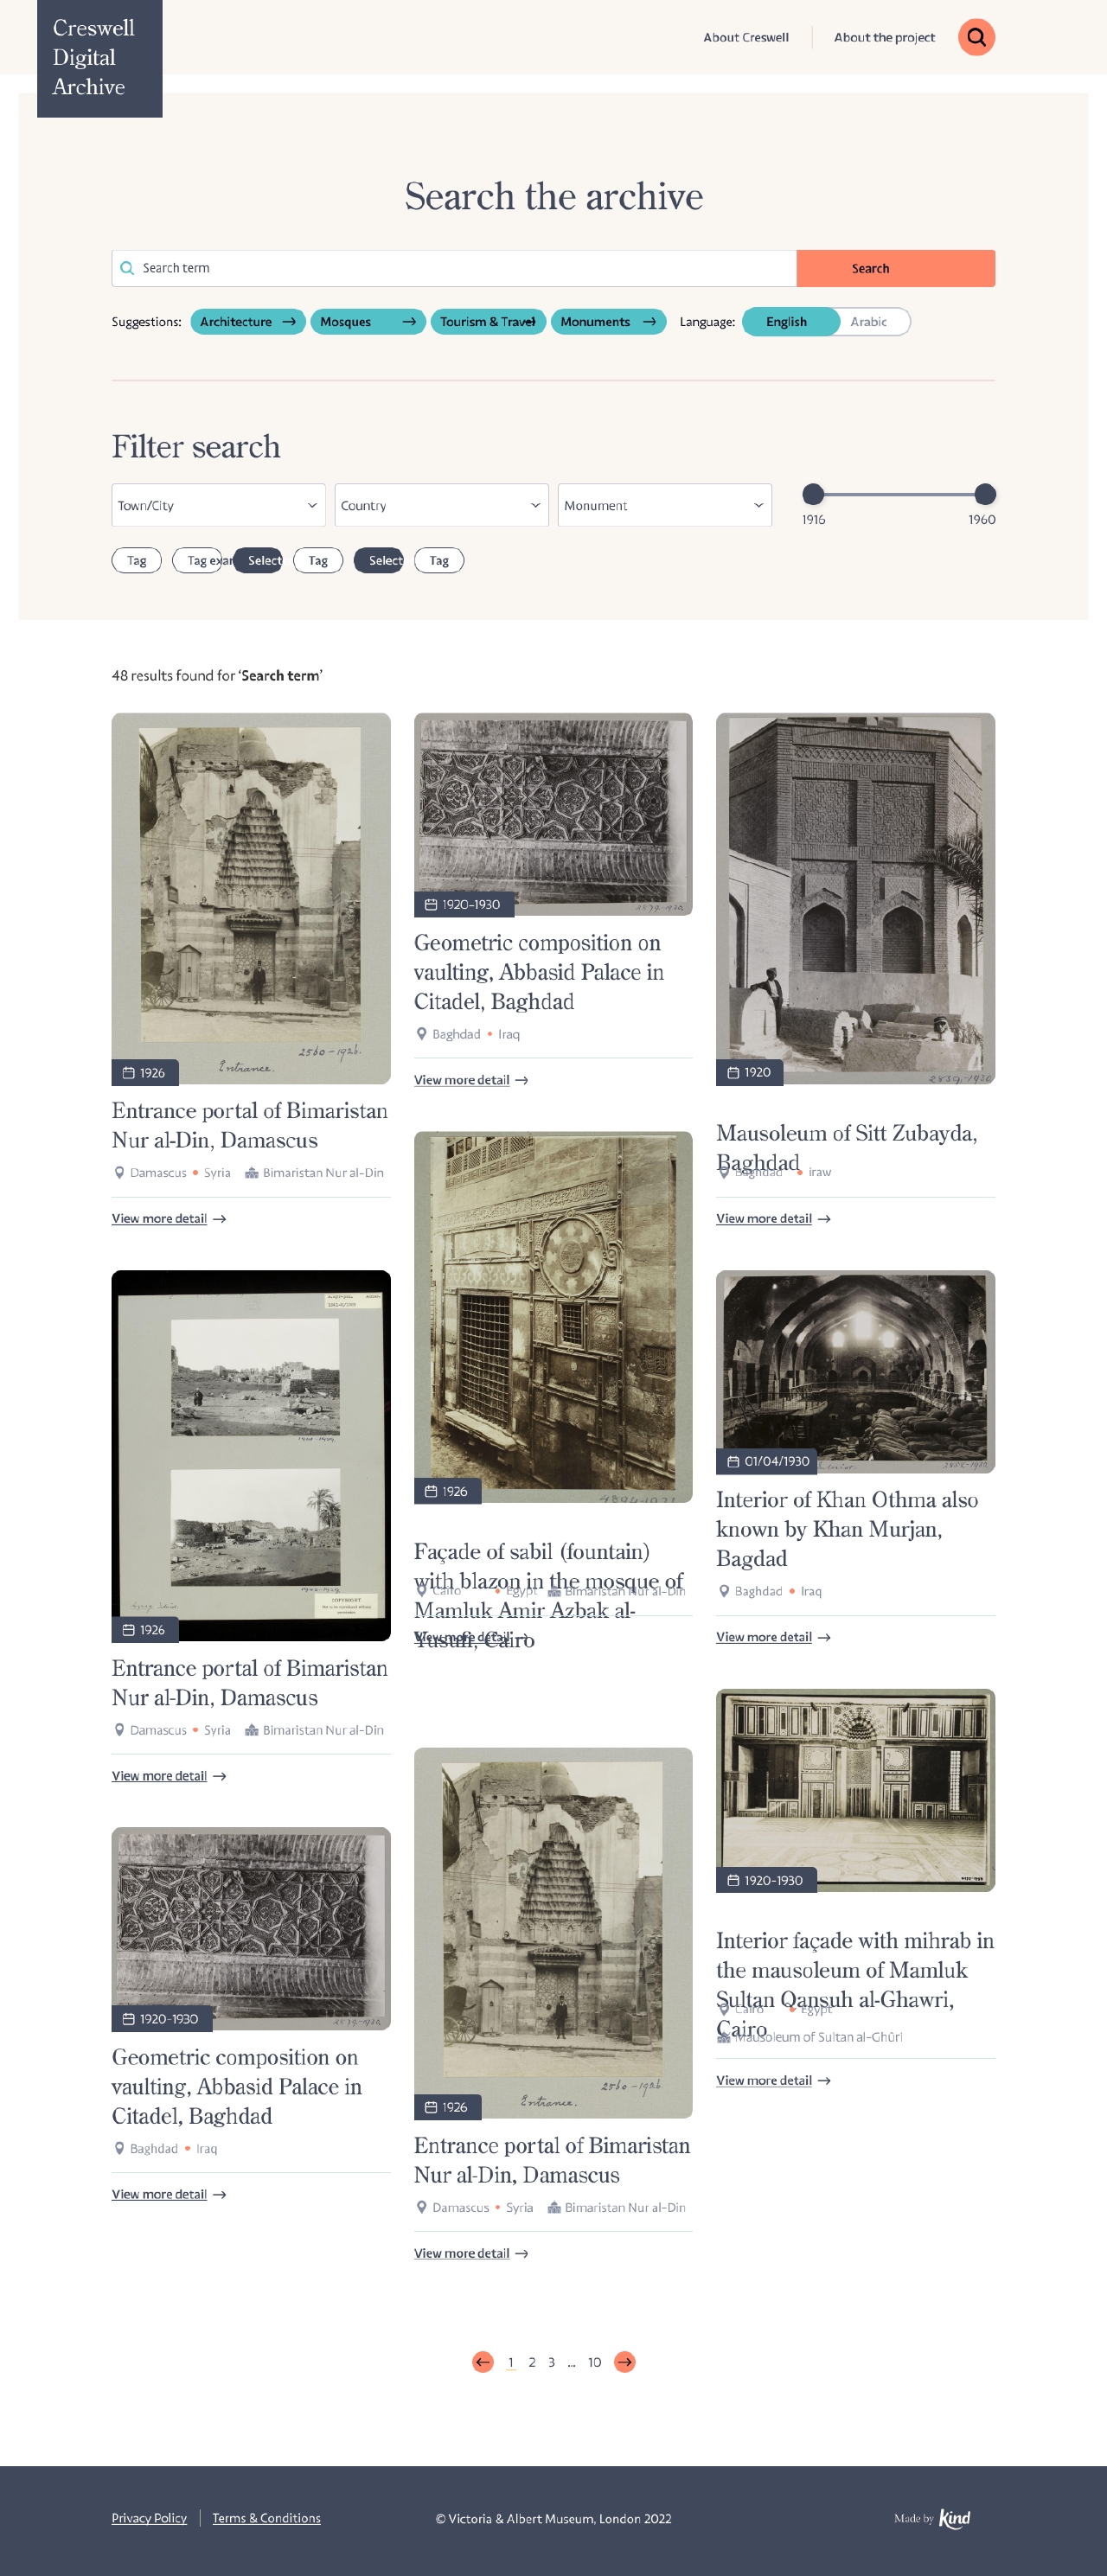 Creswell
Digital
Archive
About Creswell
About the project
Search the archive
Search term
Search
Suggestions:
Architecture
Mosques
Tourism & Travel
Monuments
Language:
English
Arabic
Filter search
Town/City
Country
Monument
1916
1960
Tag
Tag exar
Select
Tag
Select
Tag
48 results found for ‘Search term’
2560-1926.
Entrance.
1926
Entrance portal of Bimaristan
Nur al-Din, Damascus
Damascus • Syria
Bimaristan Nur al-Din
View more detail
1920-1930
Geometric composition on
vaulting, Abbasid Palace in
Citadel, Baghdad
Baghdad • Iraq
View more detail
1920
Mausoleum of Sitt Zubayda,
Baghdad
Baghdad • iraw
View more detail
COPYRIGHT
1926
Entrance portal of Bimaristan
Nur al-Din, Damascus
Damascus • Syria
Bimaristan Nur al-Din
View more detail
1926
Façade of sabil (fountain)
with blazon in the mosque of
Mamluk Amir Azbak al-
Yusufi, Cairo
Cairo • Egypt
Bimaristan Nur al-Din
View more detail
01/04/1930
Interior of Khan Othma also
known by Khan Murjan,
Bagdad
Baghdad • Iraq
View more detail
1920-1930
Geometric composition on
vaulting, Abbasid Palace in
Citadel, Baghdad
Baghdad • Iraq
View more detail
2560-1926
Entrance.
1926
Entrance portal of Bimaristan
Nur al-Din, Damascus
Damascus • Syria
Bimaristan Nur al-Din
View more detail
1920-1930
Interior façade with mihrab in
the mausoleum of Mamluk
Sultan Qansuh al-Ghawri,
Cairo
Cairo • Egypt
Mausoleum of Sultan al-Ghūri
View more detail
1 2 3 ... 10
Privacy Policy
Terms & Conditions
© Victoria & Albert Museum, London 2022
Made by Kind